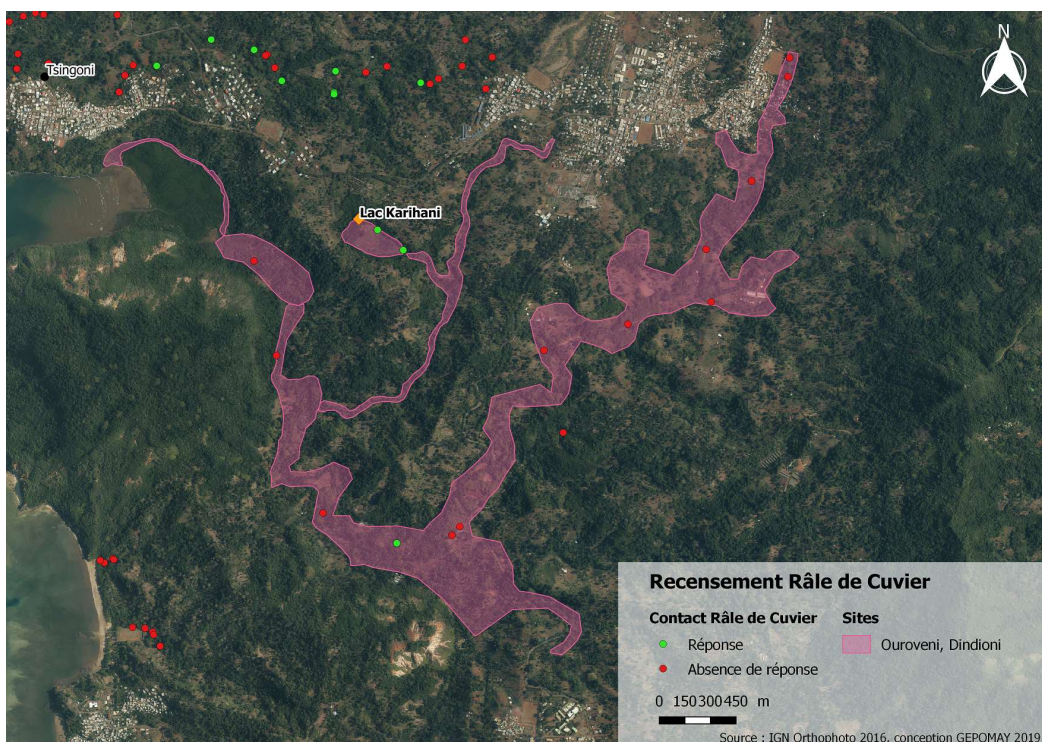 N
Tsingoni
Lac Karihani
Recensement Râle de Cuvier
Contact Râle de Cuvier
Sites
Réponse
Ouroveni, Dindioni
Absence de réponse
0 150300450 m
Source : IGN Orthophoto 2016, conception GEPOMAY 2019